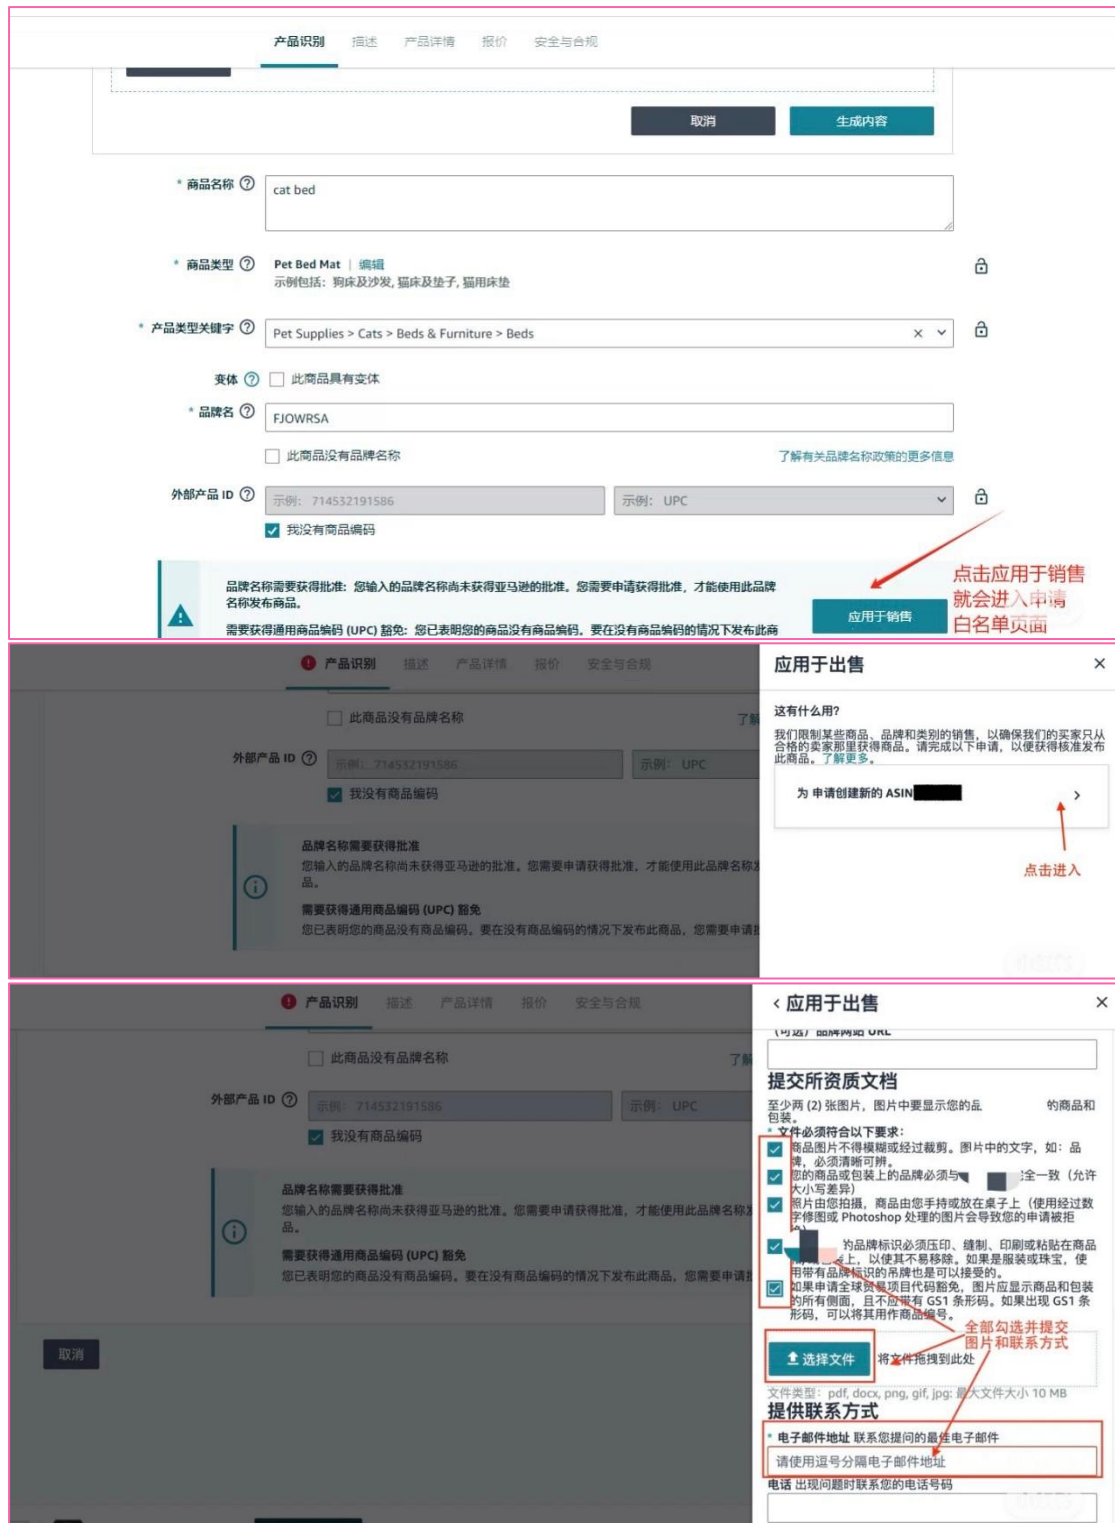 产品识别 描述 产品详情 报价 安全与合规
取消 生成内容
* 商品名称 ?
cat bed
* 商品类型 ? Pet Bed Mat | 编辑
示例包括：狗床及沙发, 猫床及垫子, 猫用床垫
* 产品类型关键字 ? Pet Supplies > Cats > Beds & Furniture > Beds
变体 ? 此商品具有变体
* 品牌名 ? FJOWRSA
此商品没有品牌名称 了解有关品牌名称政策的更多信息
外部产品 ID ? 示例： 714532191586 示例： UPC
我没有商品编码
品牌名称需要获得批准：您输入的品牌名称尚未获得亚马逊的批准。您需要申请获得批准，才能使用此品牌
名称发布商品。
需要获得通用商品编码 (UPC) 豁免：您已表明您的商品没有商品编码。要在没有商品编码的情况下发布此商
应用于销售
点击应用于销售
就会进入申请
白名单页面
产品识别 描述 产品详情 报价 安全与合规
此商品没有品牌名称 了解
外部产品 ID ? 示例： 714532191586 示例： UPC
我没有商品编码
品牌名称需要获得批准
您输入的品牌名称尚未获得亚马逊的批准。您需要申请获得批准，才能使用此品牌名称发
品。
需要获得通用商品编码 (UPC) 豁免
您已表明您的商品没有商品编码。要在没有商品编码的情况下发布此商品，您需要申请
应用于出售
这有什么用?
我们限制某些商品、品牌和类别的销售，以确保我们的买家只从
合格的卖家那里获得商品。请完成以下申请，以便获得核准发布
此商品。了解更多。
为 申请创建新的 ASIN
点击进入
产品识别 描述 产品详情 报价 安全与合规
此商品没有品牌名称 了解
外部产品 ID ? 示例： 714532191586 示例： UPC
我没有商品编码
品牌名称需要获得批准
您输入的品牌名称尚未获得亚马逊的批准。您需要申请获得批准，才能使用此品牌名称发
品。
需要获得通用商品编码 (UPC) 豁免
您已表明您的商品没有商品编码。要在没有商品编码的情况下发布此商品，您需要申请
取消
应用于出售
（可选）品牌网站 URL
提交所资质文档
至少两 (2) 张图片，图片中要显示您的品 的商品和
包装。
* 文件必须符合以下要求：
商品图片不得模糊或经过裁剪。图片中的文字，如：品
牌，必须清晰可辨。
您的商品或包装上的品牌必须与 全一致（允许
大小写差异）
照片由您拍摄，商品由您手持或放在桌子上（使用经过数
字修图或 Photoshop 处理的图片会导致您的申请被拒
的品牌标识必须压印、缝制、印刷或粘贴在商品
上，以使其不易移除。如果是服装或珠宝，使
用带有品牌标识的吊牌也是可以接受的。
如果申请全球贸易项目代码豁免，图片应显示商品和包装
的所有侧面，且不应带有 GS1 条形码。如果出现 GS1 条
形码，可以将其用作商品编号。
全部勾选并提交
图片和联系方式
选择文件 将文件拖拽到此处
文件类型：pdf, docx, png, gif, jpg: 最大文件大小 10 MB
提供联系方式
* 电子邮件地址 联系您提问的最佳电子邮件
请使用逗号分隔电子邮件地址
电话 出现问题时联系您的电话号码